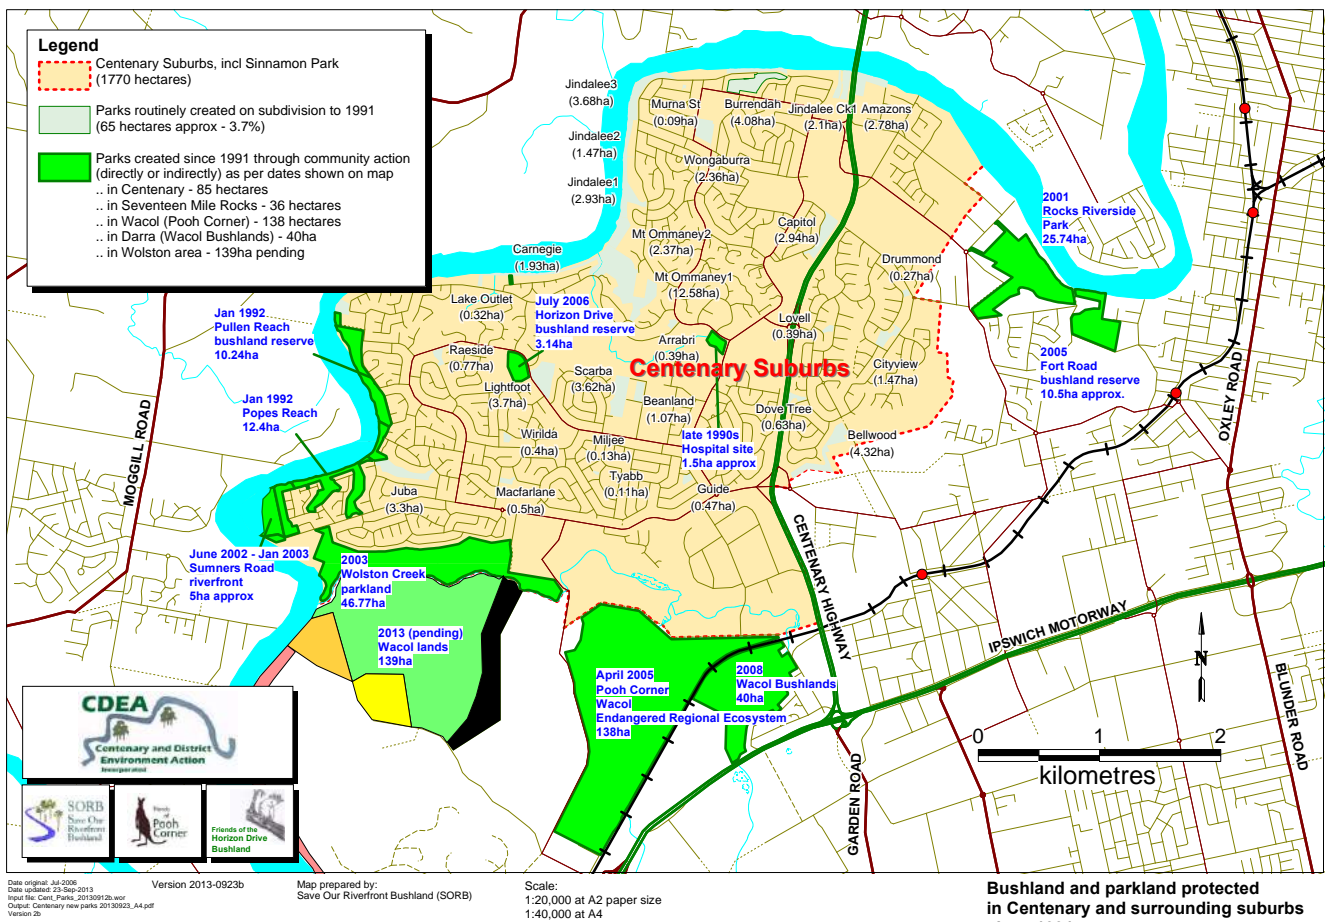 Legend
Centenary Suburbs, incl Sinnamon Park
(1770 hectares)
Parks routinely created on subdivision to 1991
(65 hectares approx - 3.7%)
Parks created since 1991 through community action
(directly or indirectly) as per dates shown on map
.. in Centenary - 85 hectares
.. in Seventeen Mile Rocks - 36 hectares
.. in Wacol (Pooh Corner) - 138 hectares
.. in Darra (Wacol Bushlands) - 40ha
.. in Wolston area - 139ha pending
Jindalee3
(3.68ha)
Jindalee2
(1.47ha)
Jindalee1
(2.93ha)
Murna St
(0.09ha)
Burrendah
(4.08ha)
Jindalee Ck1
(2.1ha)
Amazons
(2.78ha)
Wongaburra
(2.36ha)
Capitol
(2.94ha)
Mt Ommaney2
(2.37ha)
Mt Ommaney1
(12.58ha)
Carnegie
(1.93ha)
Drummond
(0.27ha)
2001
Rocks Riverside
Park
25.74ha
Lake Outlet
(0.32ha)
July 2006
Horizon Drive
bushland reserve
3.14ha
Jan 1992
Pullen Reach
bushland reserve
10.24ha
Lovell
(0.39ha)
Arrabri
(0.39ha)
Raeside
(0.77ha)
Centenary Suburbs
Cityview
(1.47ha)
2005
Fort Road
bushland reserve
10.5ha approx.
Scarba
(3.62ha)
Lightfoot
(3.7ha)
Jan 1992
Popes Reach
12.4ha
Beanland
(1.07ha)
Dove Tree
(0.63ha)
Wirilda
(0.4ha)
Miljee
(0.13ha)
late 1990s
Hospital site
1.5ha approx
Bellwood
(4.32ha)
Tyabb
(0.11ha)
Juba
(3.3ha)
Macfarlane
(0.5ha)
Guide
(0.47ha)
MOGGILL ROAD
OXLEY ROAD
CENTENARY HIGHWAY
IPSWICH MOTORWAY
BLUNDER ROAD
GARDEN ROAD
June 2002 - Jan 2003
Sumners Road
riverfront
5ha approx
2003
Wolston Creek
parkland
46.77ha
2013 (pending)
Wacol lands
139ha
April 2005
Pooh Corner
Wacol
Endangered Regional Ecosystem
138ha
2008
Wacol Bushlands
40ha
N
0 1 2
kilometres
CDEA
Centenary and District
Environment Action
Incorporated
SORB
Save Our
Riverfront
Bushland
Friends
of
Pooh
Corner
Friends of the
Horizon Drive
Bushland
Date original: Jul-2006
Date updated: 23-Sep-2013
Input file: Cent_Parks_20130912b.wor
Output: Centenary new parks 20130923_A4.pdf
Version 2b
Version 2013-0923b
Map prepared by:
Save Our Riverfront Bushland (SORB)
Scale:
1:20,000 at A2 paper size
1:40,000 at A4
Bushland and parkland protected
in Centenary and surrounding suburbs